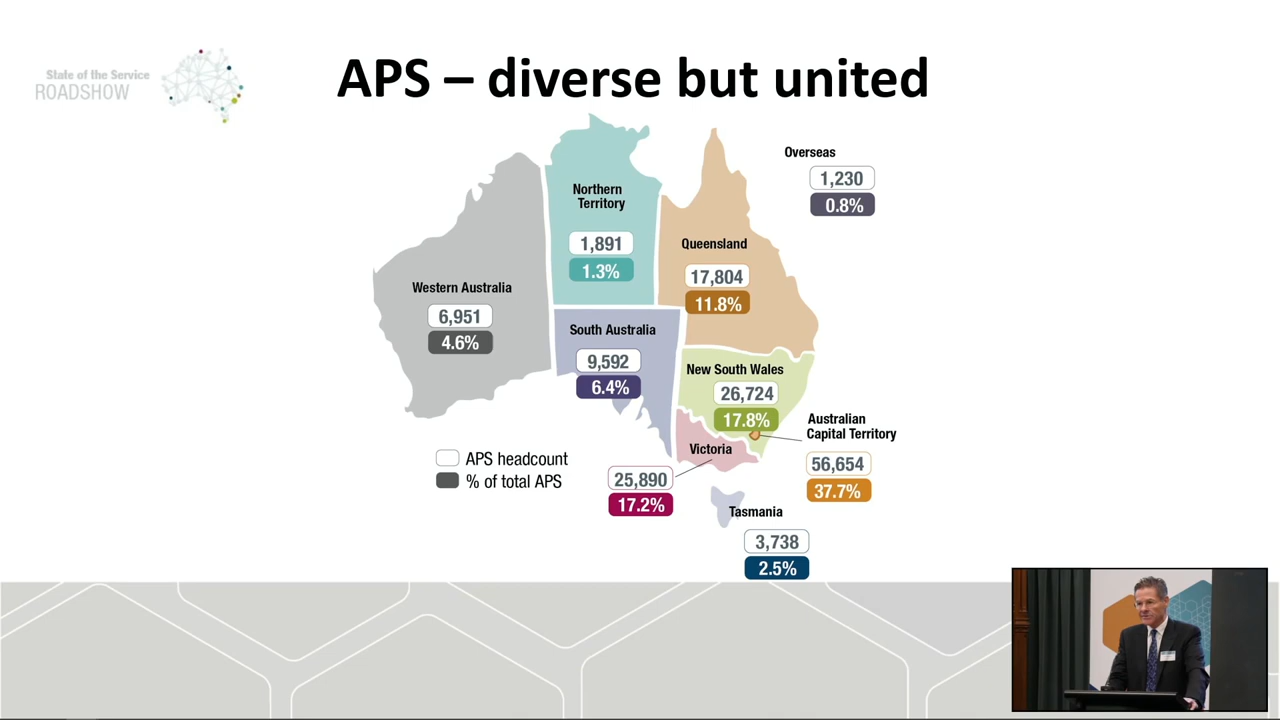 State of the Service
ROADSHOW
APS – diverse but united
Overseas
1,230
0.8%
Northern
Territory
1,891
1.3%
Queensland
17,804
11.8%
Western Australia
6,951
4.6%
South Australia
9,592
6.4%
New South Wales
26,724
17.8%
Australian
Capital Territory
56,654
37.7%
Victoria
25,890
17.2%
APS headcount
% of total APS
Tasmania
3,738
2.5%